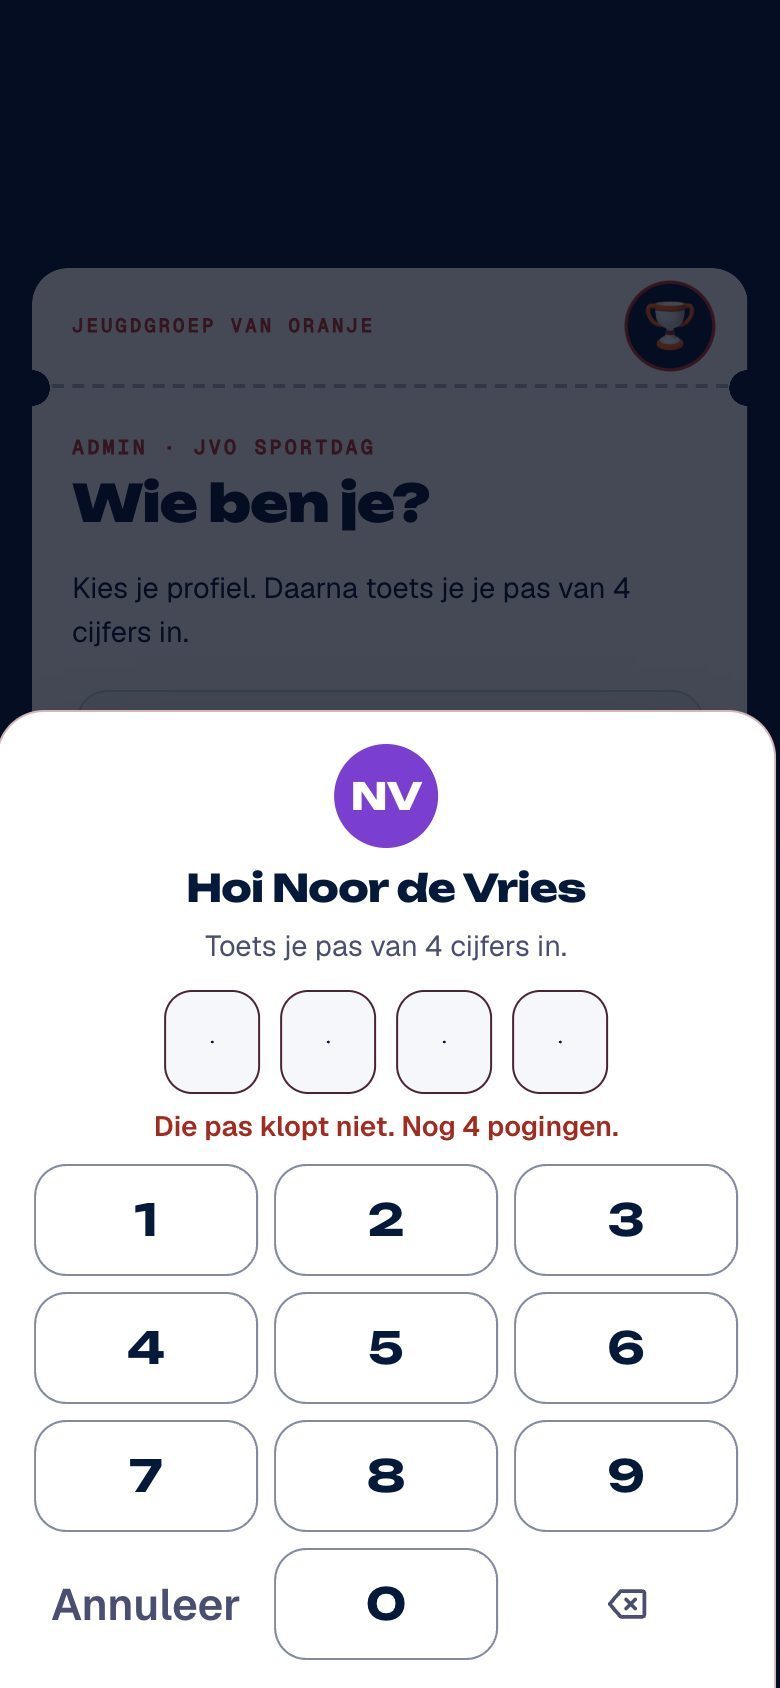 JEUGDGROEP VAN ORANJE
ADMIN · JVO SPORTDAG
Wie ben je?
Kies je profiel. Daarna toets je je pas van 4
cijfers in.
NV
Hoi Noor de Vries
Toets je pas van 4 cijfers in.
· · · ·
Die pas klopt niet. Nog 4 pogingen.
1 2 3
4 5 6
7 8 9
Annuleer 0